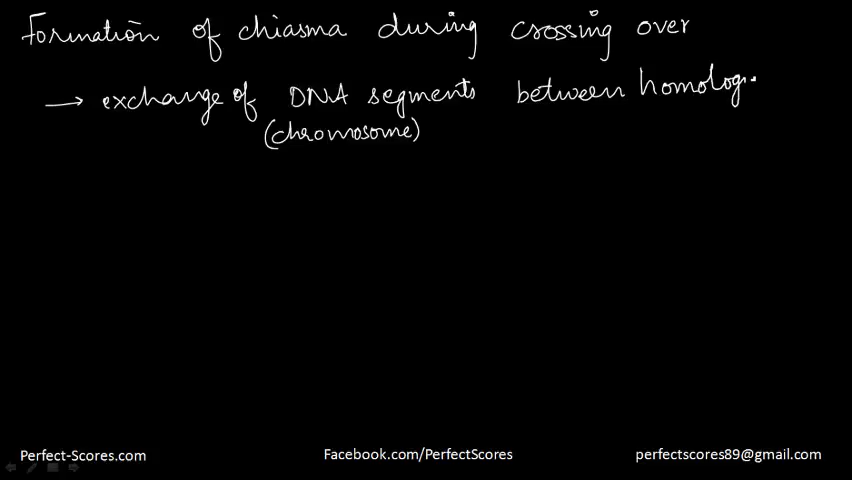 Formation of chiasma during crossing over
→ exchange of DNA segments between homolog
(chromosome)
Perfect-Scores.com
Facebook.com/PerfectScores
perfectscores89@gmail.com